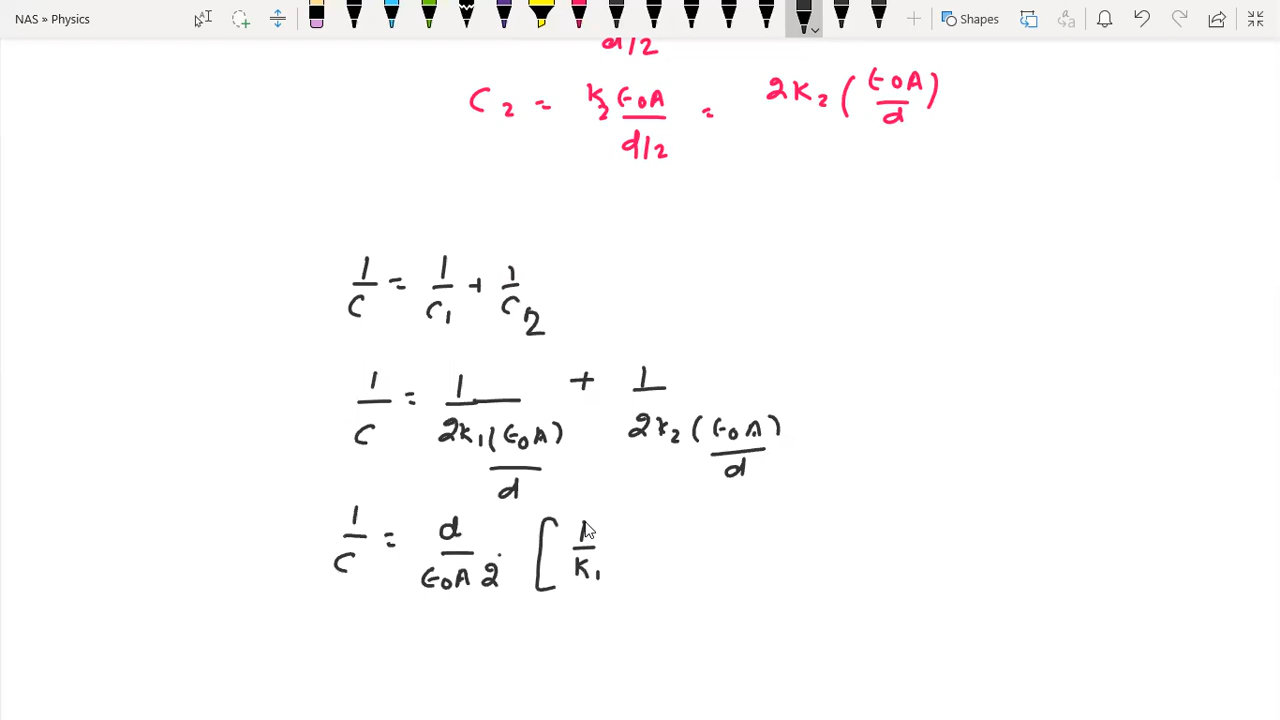 NAS » Physics
Shapes
d/2
C2 = K2 ϵ0A / d/2 = 2K2 (ϵ0A / d)
1/C = 1/C1 + 1/C2
1/C = 1 / 2K1 (ϵ0A) / d + 1 / 2K2 (ϵ0A) / d
1/C = d / ϵ0A 2 [ 1/K1